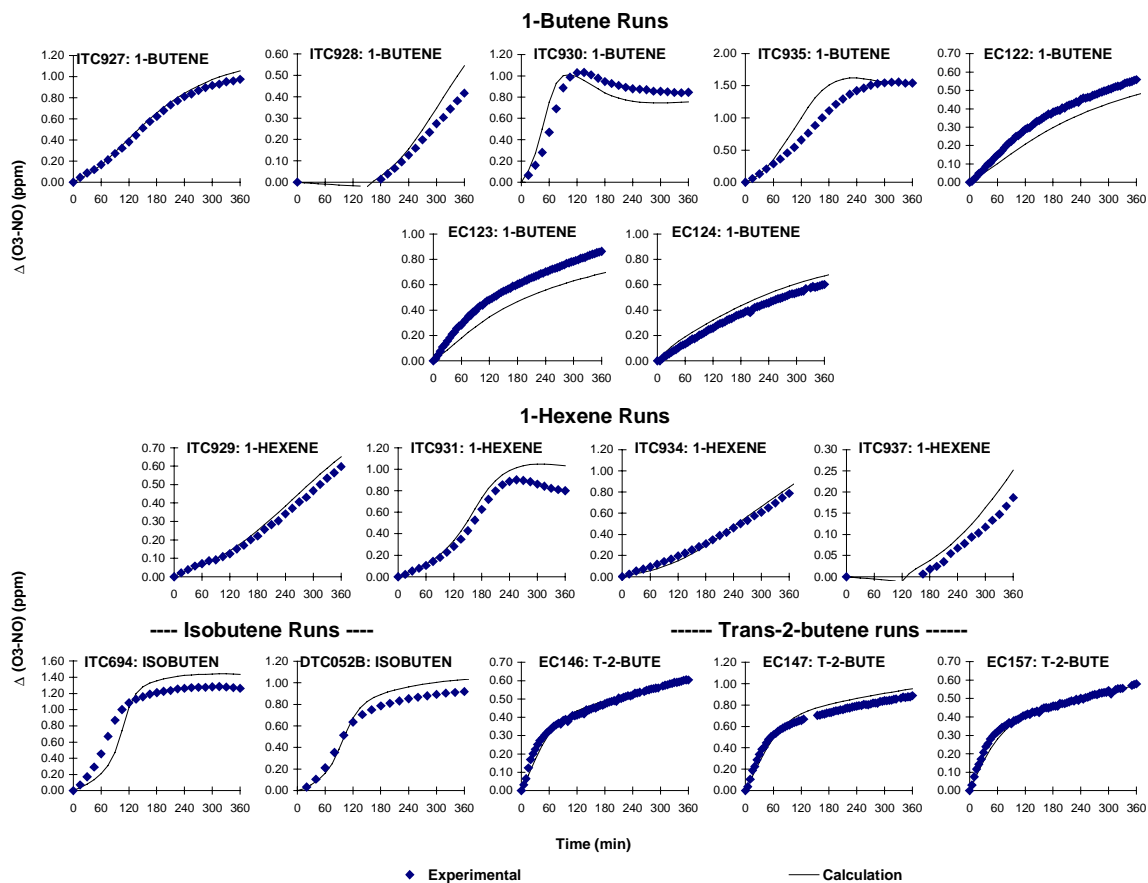 1-Butene Runs
ITC927: 1-BUTENE
ITC928: 1-BUTENE
ITC930: 1-BUTENE
ITC935: 1-BUTENE
EC122: 1-BUTENE
1.20 1.00 0.80 0.60 0.40 0.20 0.00
0.60 0.50 0.40 0.30 0.20 0.10 0.00
1.20 1.00 0.80 0.60 0.40 0.20 0.00
2.00 1.50 1.00 0.50 0.00
0.60 0.50 0.40 0.30 0.20 0.10 0.00
0 60 120 180 240 300 360
0 60 120 180 240 300 360
0 60 120 180 240 300 360
0 60 120 180 240 300 360
0 60 120 180 240 300 360
Δ (O3-NO) (ppm)
EC123: 1-BUTENE
EC124: 1-BUTENE
1.00 0.80 0.60 0.40 0.20 0.00
1.00 0.80 0.60 0.40 0.20 0.00
0 60 120 180 240 300 360
0 60 120 180 240 300 360
1-Hexene Runs
ITC929: 1-HEXENE
ITC931: 1-HEXENE
ITC934: 1-HEXENE
ITC937: 1-HEXENE
0.70 0.60 0.50 0.40 0.30 0.20 0.10 0.00
1.20 1.00 0.80 0.60 0.40 0.20 0.00
1.20 1.00 0.80 0.60 0.40 0.20 0.00
0.30 0.25 0.20 0.15 0.10 0.05 0.00
0 60 120 180 240 300 360
0 60 120 180 240 300 360
0 60 120 180 240 300 360
0 60 120 180 240 300 360
Δ (O3-NO) (ppm)
---- Isobutene Runs ----
------ Trans-2-butene runs ------
ITC694: ISOBUTEN
DTC052B: ISOBUTEN
EC146: T-2-BUTE
EC147: T-2-BUTE
EC157: T-2-BUTE
1.60 1.40 1.20 1.00 0.80 0.60 0.40 0.20 0.00
1.20 1.00 0.80 0.60 0.40 0.20 0.00
0.70 0.60 0.50 0.40 0.30 0.20 0.10 0.00
1.20 1.00 0.80 0.60 0.40 0.20 0.00
0.70 0.60 0.50 0.40 0.30 0.20 0.10 0.00
0 60 120 180 240 300 360
0 60 120 180 240 300 360
0 60 120 180 240 300 360
0 60 120 180 240 300 360
0 60 120 180 240 300 360
Time (min)
Experimental
Calculation